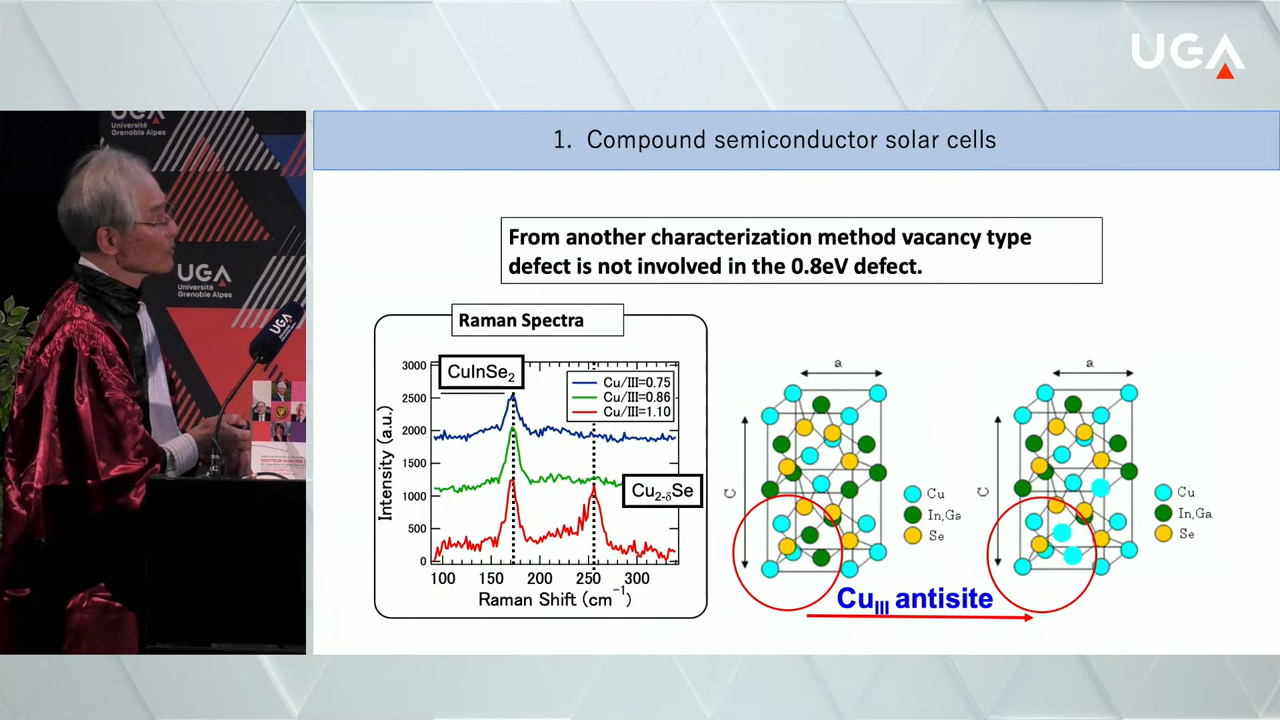 UGA
UGA
Université
Grenoble Alpes
UGA
Université
Grenoble Alpes
UGA
1. Compound semiconductor solar cells
From another characterization method vacancy type
defect is not involved in the 0.8eV defect.
Raman Spectra
CuInSe2
Cu/III=0.75
Cu/III=0.86
Cu/III=1.10
Cu2-δSe
3000
2500
2000
1500
1000
500
0
Intensity (a.u.)
100 150 200 250 300
Raman Shift (cm⁻¹)
a
C
Cu
In,Ga
Se
a
C
Cu
In,Ga
Se
CuIII antisite